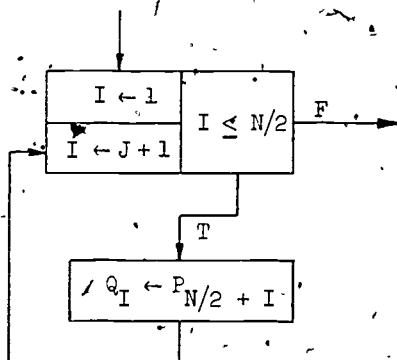 I ← 1
I ← J + 1
I ≤ N/2
F
T
Q_I ← P_N/2 + I